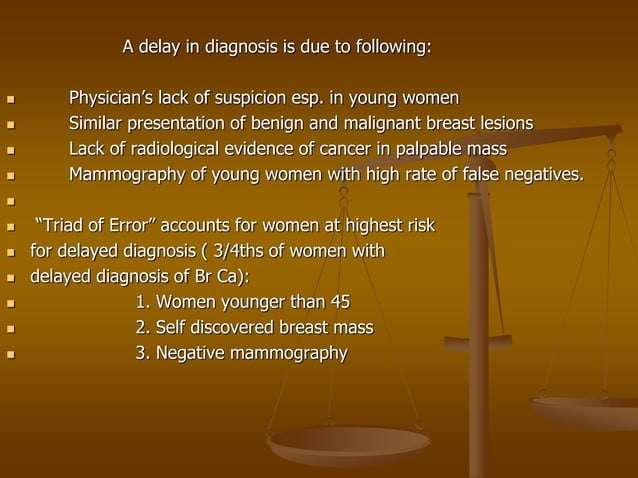 A delay in diagnosis is due to following:
Physician’s lack of suspicion esp. in young women
Similar presentation of benign and malignant breast lesions
Lack of radiological evidence of cancer in palpable mass
Mammography of young women with high rate of false negatives.
“Triad of Error” accounts for women at highest risk
for delayed diagnosis ( 3/4ths of women with
delayed diagnosis of Br Ca):
1. Women younger than 45
2. Self discovered breast mass
3. Negative mammography